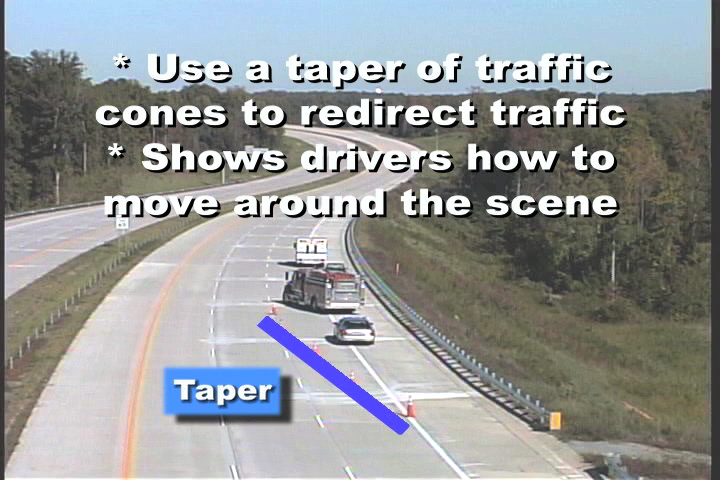 * Use a taper of traffic
cones to redirect traffic
* Shows drivers how to
move around the scene
Taper